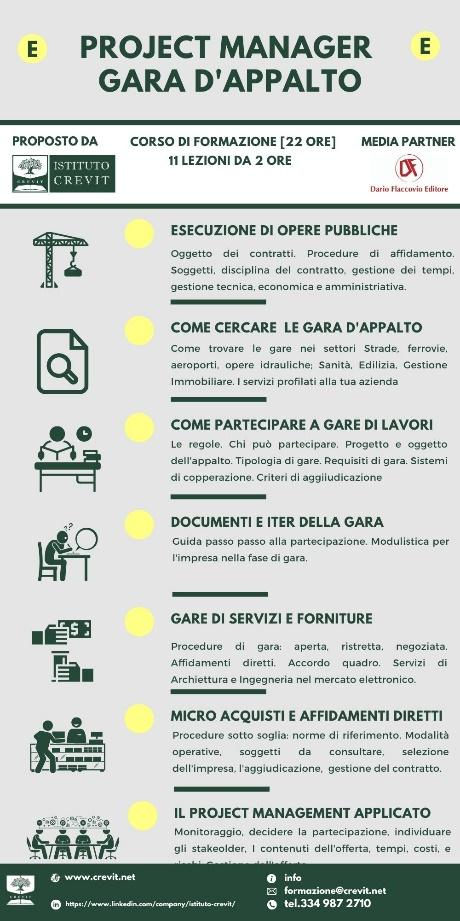 E
PROJECT MANAGER
GARA D'APPALTO
E
PROPOSTO DA
CREVIT
ISTITUTO
CREVIT
CORSO DI FORMAZIONE [22 ORE]
11 LEZIONI DA 2 ORE
MEDIA PARTNER
DF
Dario Flaccovio Editore
ESECUZIONE DI OPERE PUBBLICHE
Oggetto dei contratti. Procedure di affidamento.
Soggetti, disciplina del contratto, gestione dei tempi,
gestione tecnica, economica e amministrativa.
COME CERCARE LE GARA D'APPALTO
Come trovare le gare nei settori Strade, ferrovie,
aeroporti, opere idrauliche; Sanità, Edilizia, Gestione
Immobiliare. I servizi profilati alla tua azienda
COME PARTECIPARE A GARE DI LAVORI
Le regole. Chi può partecipare. Progetto e oggetto
dell'appalto. Tipologia di gare. Requisiti di gara. Sistemi
di copperazione. Criteri di aggiiudicazione
DOCUMENTI E ITER DELLA GARA
Guida passo passo alla partecipazione. Modulistica per
l'impresa nella fase di gara.
GARE DI SERVIZI E FORNITURE
Procedure di gara: aperta, ristretta, negoziata.
Affidamenti diretti. Accordo quadro. Servizi di
Archiettura e Ingegneria nel mercato elettronico.
MICRO ACQUISTI E AFFIDAMENTI DIRETTI
Procedure sotto soglia: norme di riferimento. Modalità
operative, soggetti da consultare, selezione
dell'impresa, l'aggiudicazione, gestione del contratto.
IL PROJECT MANAGEMENT APPLICATO
Monitoraggio, decidere la partecipazione, individuare
gli stakeolder, I contenuti dell'offerta, tempi, costi, e
www.crevit.net
https://www.linkedin.com/company/istituto-crevit/
info
formazione@crevit.net
tel.334 987 2710